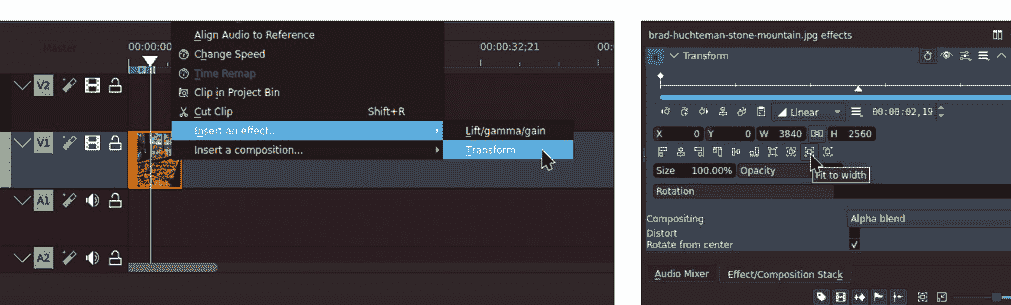 Master
00:00:00
00:00:32;21
00:0
Align Audio to Reference
Change Speed
Time Remap
Clip in Project Bin
Cut Clip Shift+R
Insert an effect...
Insert a composition...
Lift/gamma/gain
Transform
V2
V1
A1
A2
brad-huchteman-stone-mountain.jpg effects
Transform
Linear 00:00:02,19
X 0 Y 0 W 3840 H 2560
Size 100.00% Opacity
Fit to width
Rotation
Compositing Alpha blend
Distort
Rotate from center
Audio Mixer Effect/Composition Stack